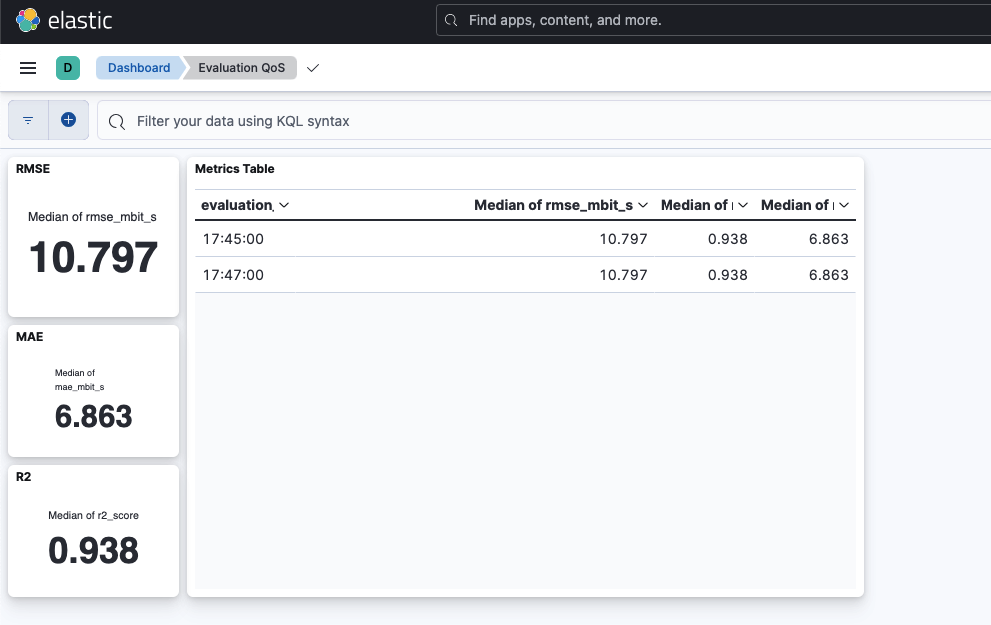 elastic
Find apps, content, and more.
D
Dashboard
Evaluation QoS
Filter your data using KQL syntax
RMSE
Median of rmse_mbit_s
10.797
MAE
Median of
mae_mbit_s
6.863
R2
Median of r2_score
0.938
Metrics Table
evaluation_ Median of rmse_mbit_s Median of Median of
17:45:00 10.797 0.938 6.863
17:47:00 10.797 0.938 6.863